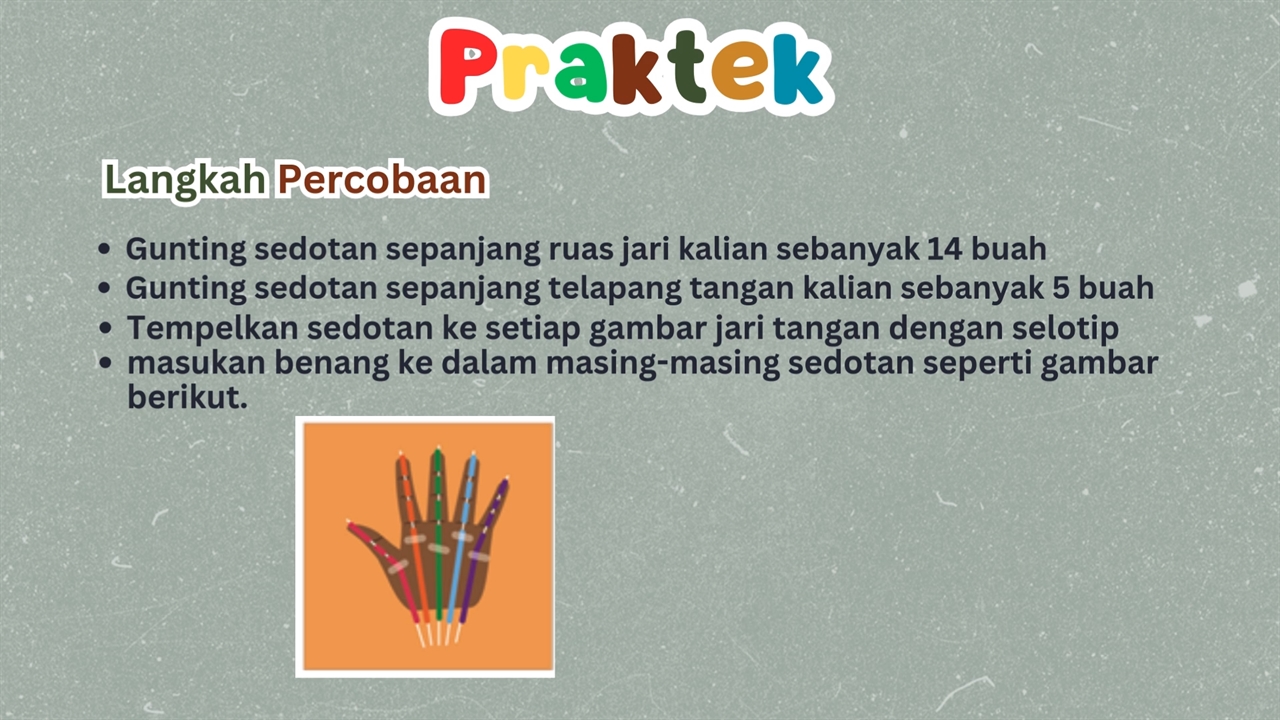 Praktek
Langkah Percobaan
• Gunting sedotan sepanjang ruas jari kalian sebanyak 14 buah
• Gunting sedotan sepanjang telapang tangan kalian sebanyak 5 buah
• Tempelkan sedotan ke setiap gambar jari tangan dengan selotip
• masukan benang ke dalam masing-masing sedotan seperti gambar
berikut.